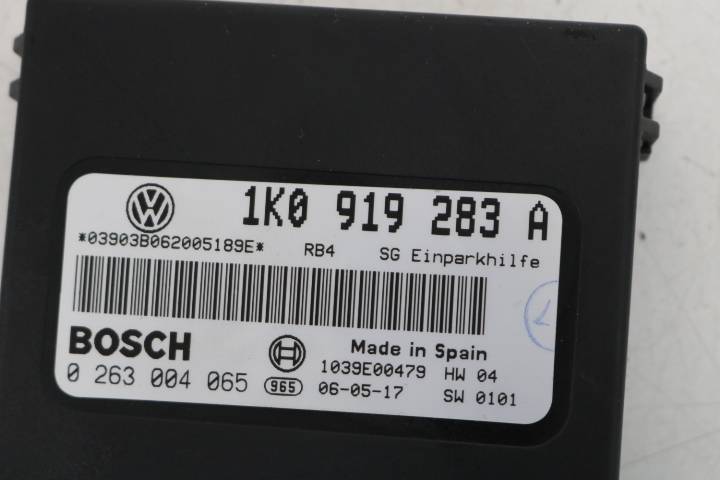 1K0 919 283 A
*03903B062005189E* RB4 SG Einparkhilfe
BOSCH
Made in Spain
1039E00479 HW 04
0 263 004 065 965 06-05-17 SW 0101